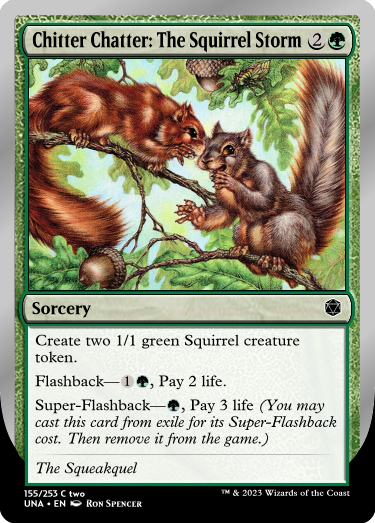 Chitter Chatter: The Squirrel Storm 2
Sorcery
Create two 1/1 green Squirrel creature
token.
Flashback—1, Pay 2 life.
Super-Flashback—, Pay 3 life (You may
cast this card from exile for its Super-Flashback
cost. Then remove it from the game.)
The Squeakquel
155/253 C two
UNA • EN Ron Spencer
™ & 2023 Wizards of the Coast